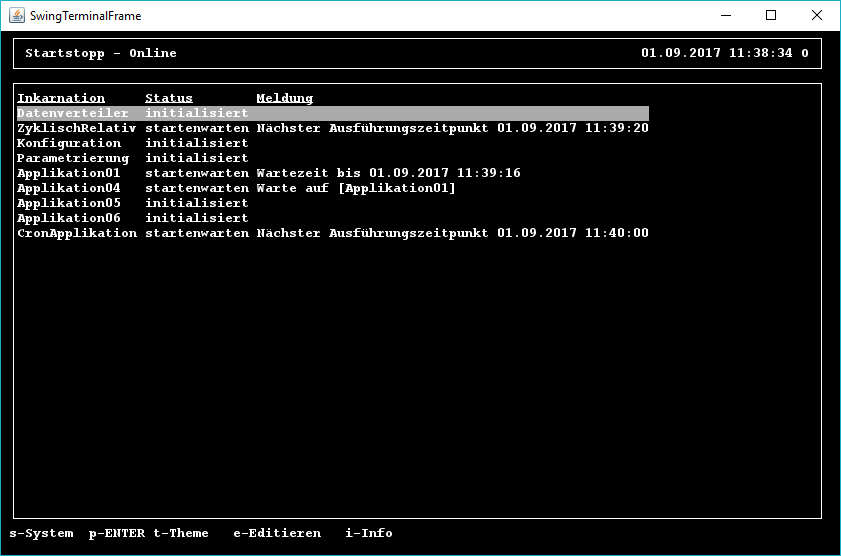 SwingTerminalFrame
Startstopp - Online 01.09.2017 11:38:34 O
Inkarnation Status Meldung
Datenverteiler initialisiert
ZyklischRelativ startenwarten Nächster Ausführungszeitpunkt 01.09.2017 11:39:20
Konfiguration initialisiert
Parametrierung initialisiert
Applikation01 startenwarten Wartezeit bis 01.09.2017 11:39:16
Applikation04 startenwarten Warte auf [Applikation01]
Applikation05 initialisiert
Applikation06 initialisiert
CronApplikation startenwarten Nächster Ausführungszeitpunkt 01.09.2017 11:40:00
s-System p-ENTER t-Theme e-Editieren i-Info